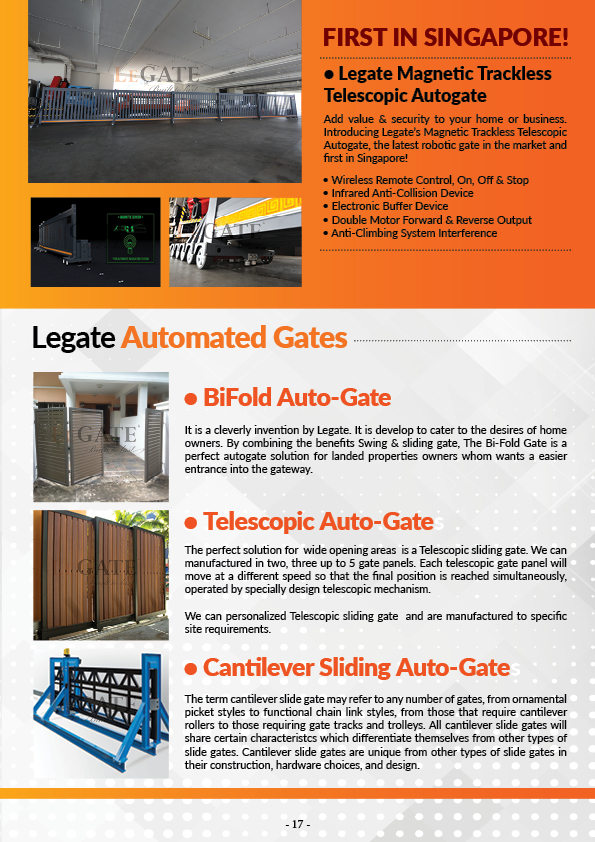 LEGATE
GATE
GATE
FIRST IN SINGAPORE!
• Legate Magnetic Trackless
Telescopic Autogate
Add value & security to your home or business.
Introducing Legate's Magnetic Trackless Telescopic
Autogate, the latest robotic gate in the market and
first in Singapore!
• Wireless Remote Control, On, Off & Stop
• Infrared Anti-Collision Device
• Electronic Buffer Device
• Double Motor Forward & Reverse Output
• Anti-Climbing System Interference
Legate Automated Gates
GATE
• BiFold Auto-Gate
It is a cleverly invention by Legate. It is develop to cater to the desires of home
owners. By combining the benefits Swing & sliding gate, The Bi-Fold Gate is a
perfect autogate solution for landed properties owners whom wants a easier
entrance into the gateway.
GATE
• Telescopic Auto-Gates
The perfect solution for wide opening areas is a Telescopic sliding gate. We can
manufactured in two, three up to 5 gate panels. Each telescopic gate panel will
move at a different speed so that the final position is reached simultaneously,
operated by specially design telescopic mechanism.
We can personalized Telescopic sliding gate and are manufactured to specific
site requirements.
• Cantilever Sliding Auto-Gates
The term cantilever slide gate may refer to any number of gates, from ornamental
picket styles to functional chain link styles, from those that require cantilever
rollers to those requiring gate tracks and trolleys. All cantilever slide gates will
share certain characteristcs which differentiate themselves from other types of
slide gates. Cantilever slide gates are unique from other types of slide gates in
their construction, hardware choices, and design.
- 17 -